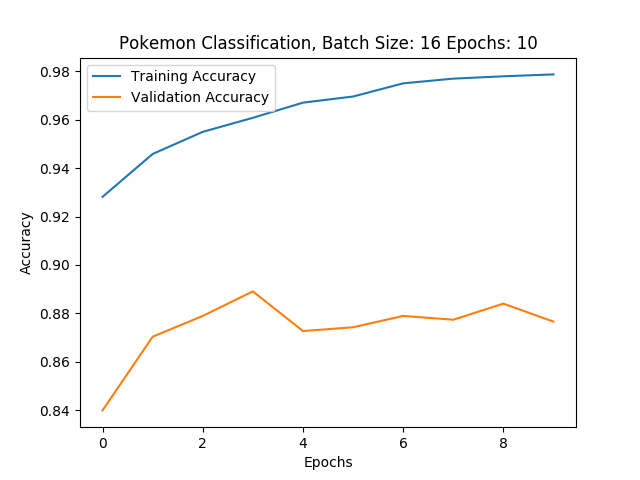 Pokemon Classification, Batch Size: 16 Epochs: 10
Training Accuracy
Validation Accuracy
0.98
0.96
0.94
0.92
0.90
0.88
0.86
0.84
Accuracy
0 2 4 6 8
Epochs